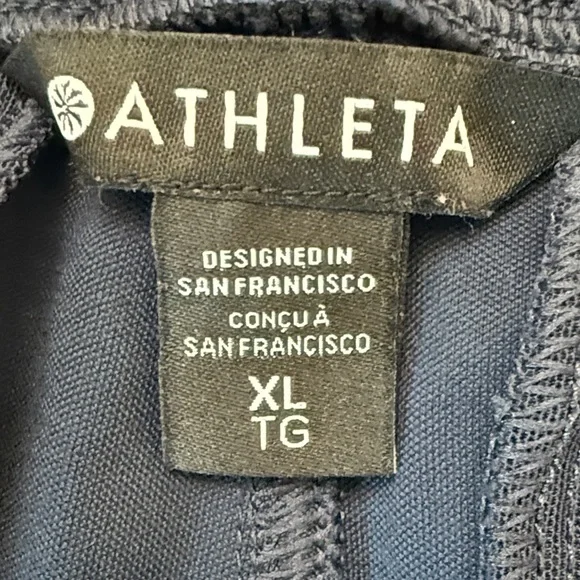 ATHLETA
DESIGNED IN
SAN FRANCISCO
CONÇU À
SAN FRANCISCO
XL
TG